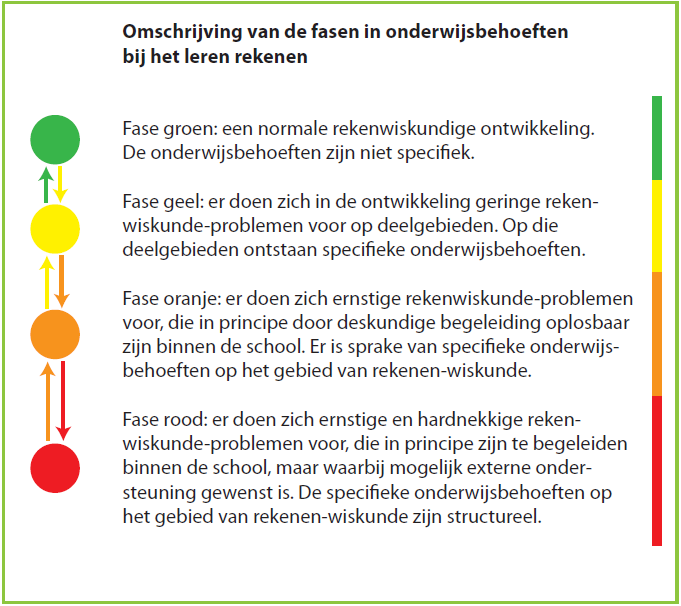 Omschrijving van de fasen in onderwijsbehoeften
bij het leren rekenen
Fase groen: een normale rekenwiskundige ontwikkeling.
De onderwijsbehoeften zijn niet specifiek.
Fase geel: er doen zich in de ontwikkeling geringe reken-
wiskunde-problemen voor op deelgebieden. Op die
deelgebieden ontstaan specifieke onderwijsbehoeften.
Fase oranje: er doen zich ernstige rekenwiskunde-problemen
voor, die in principe door deskundige begeleiding oplosbaar
zijn binnen de school. Er is sprake van specifieke onderwijs-
behoeften op het gebied van rekenen-wiskunde.
Fase rood: er doen zich ernstige en hardnekkige reken-
wiskunde-problemen voor, die in principe zijn te begeleiden
binnen de school, maar waarbij mogelijk externe onder-
steuning gewenst is. De specifieke onderwijsbehoeften op
het gebied van rekenen-wiskunde zijn structureel.